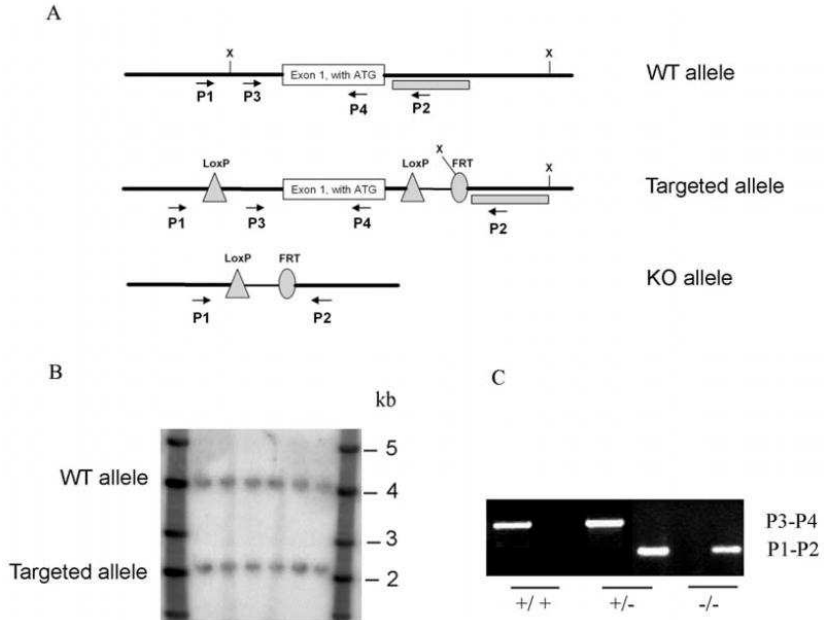 A
X X
Exon 1, with ATG
P1 P3 P4 P2
WT allele
LoxP LoxP X FRT X
Exon 1, with ATG
P1 P3 P4 P2
Targeted allele
LoxP FRT
P1 P2
KO allele
B
kb
WT allele
Targeted allele
5
4
3
2
C
P3-P4
P1-P2
+/ + +/- -/-